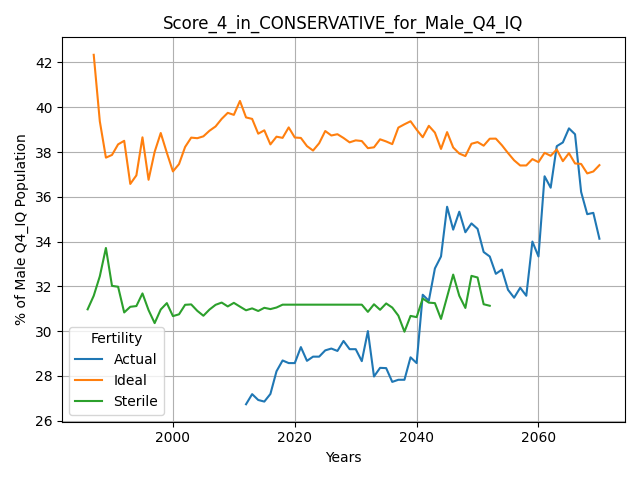 Score_4_in_CONSERVATIVE_for_Male_Q4_IQ
% of Male Q4_IQ Population
42
40
38
36
34
32
30
28
26
Fertility
Actual
Ideal
Sterile
2000
2020
2040
2060
Years